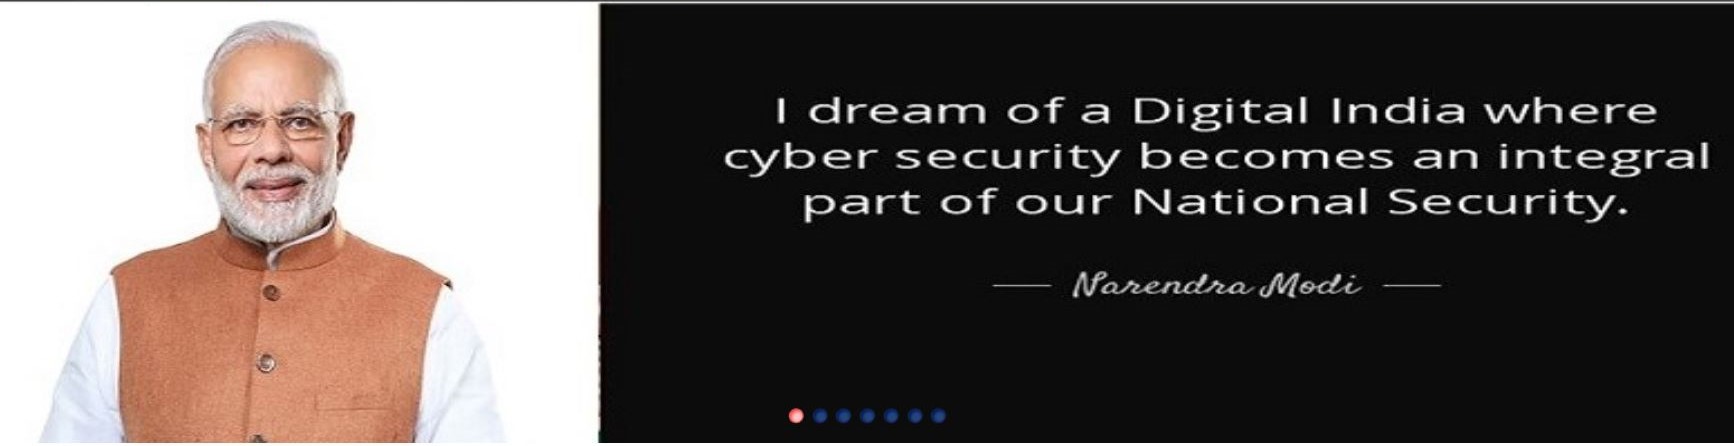 I dream of a Digital India where
cyber security becomes an integral
part of our National Security.
Narendra Modi